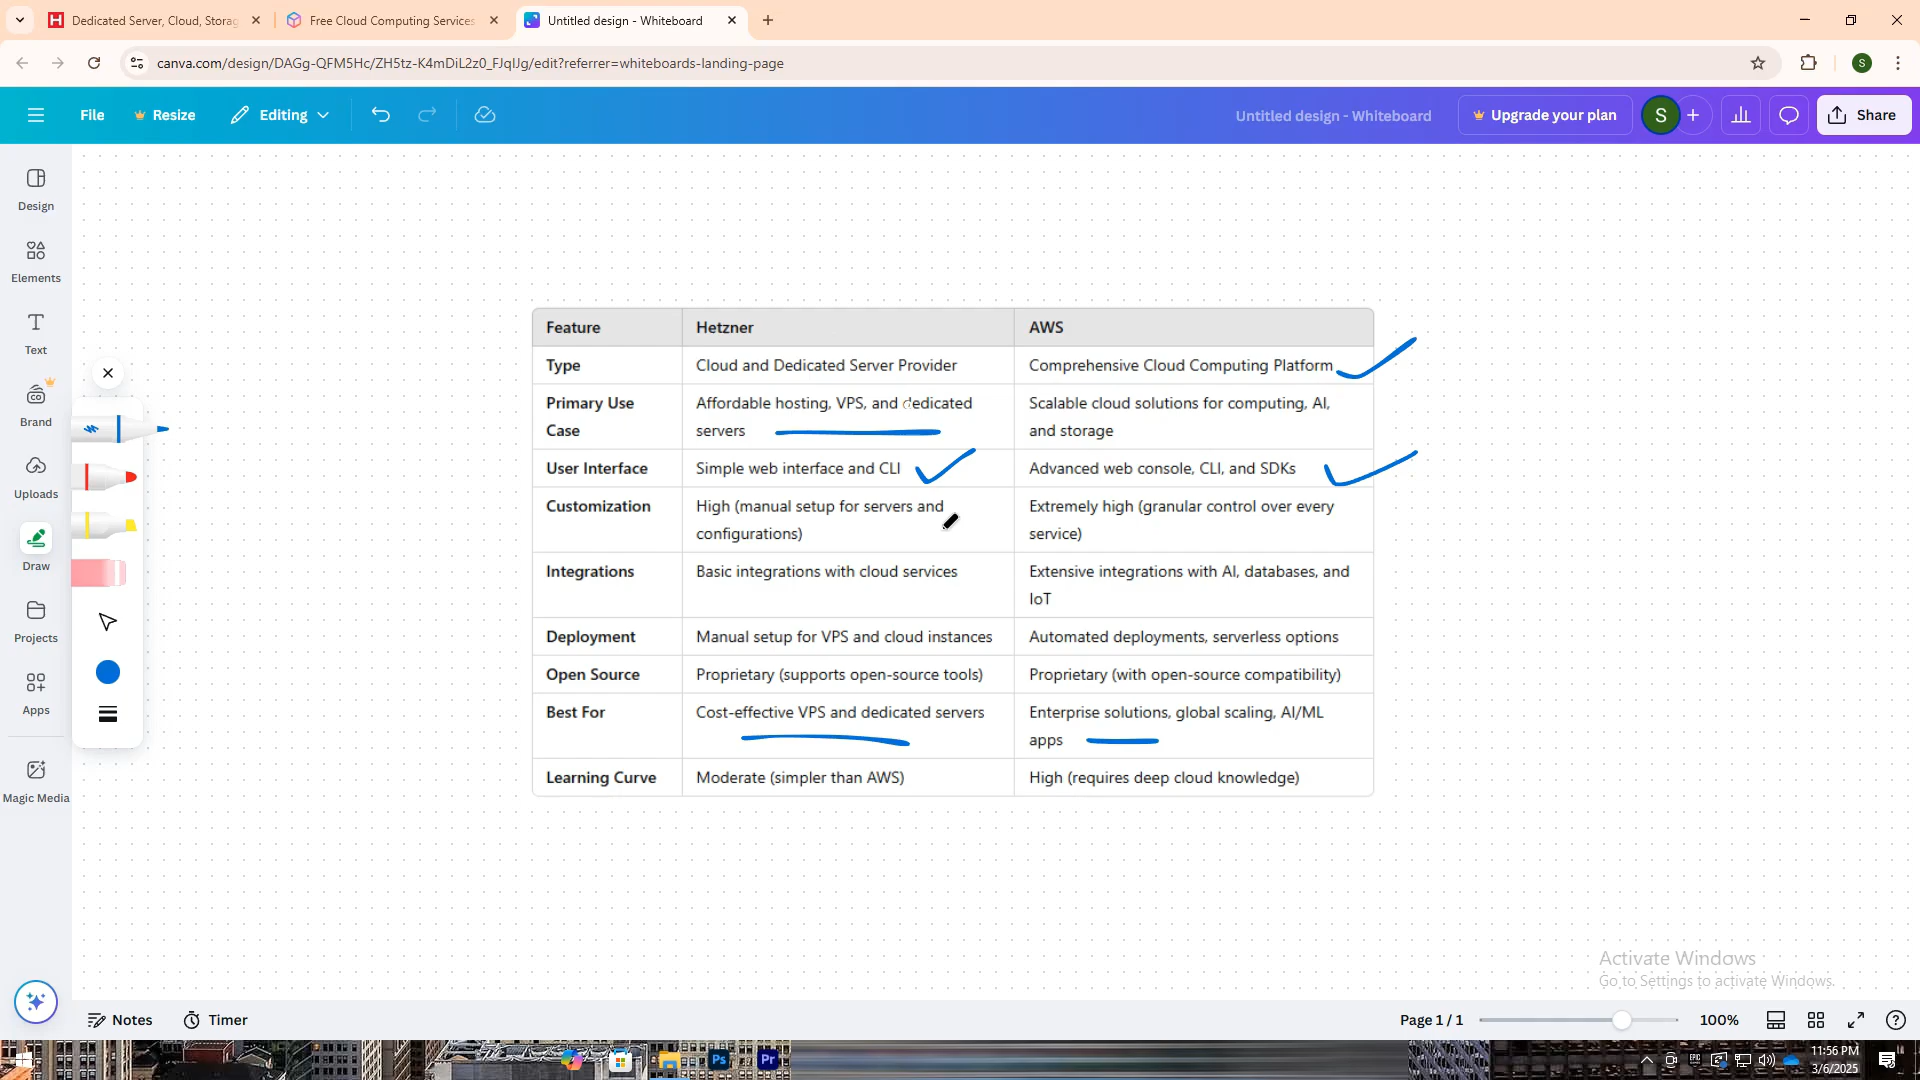 Dedicated Server, Cloud, Storag
Free Cloud Computing Services
Untitled design - Whiteboard
canva.com/design/DAGg-QFM5Hc/ZH5tz-K4mDiL2z0_FJqIJg/edit?referrer=whiteboards-landing-page
S
File
Resize
Editing
Untitled design - Whiteboard
Upgrade your plan
S
Share
Design
Elements
Text
Brand
Uploads
Draw
Projects
Apps
Magic Media
Feature Hetzner AWS
Type Cloud and Dedicated Server Provider Comprehensive Cloud Computing Platform
Primary Use Case Affordable hosting, VPS, and dedicated servers Scalable cloud solutions for computing, AI, and storage
User Interface Simple web interface and CLI Advanced web console, CLI, and SDKs
Customization High (manual setup for servers and configurations) Extremely high (granular control over every service)
Integrations Basic integrations with cloud services Extensive integrations with AI, databases, and IoT
Deployment Manual setup for VPS and cloud instances Automated deployments, serverless options
Open Source Proprietary (supports open-source tools) Proprietary (with open-source compatibility)
Best For Cost-effective VPS and dedicated servers Enterprise solutions, global scaling, AI/ML apps
Learning Curve Moderate (simpler than AWS) High (requires deep cloud knowledge)
Activate Windows
Go to Settings to activate Windows.
Notes
Timer
Page 1 / 1
100%
Ps
Pr
11:56 PM
3/6/2025